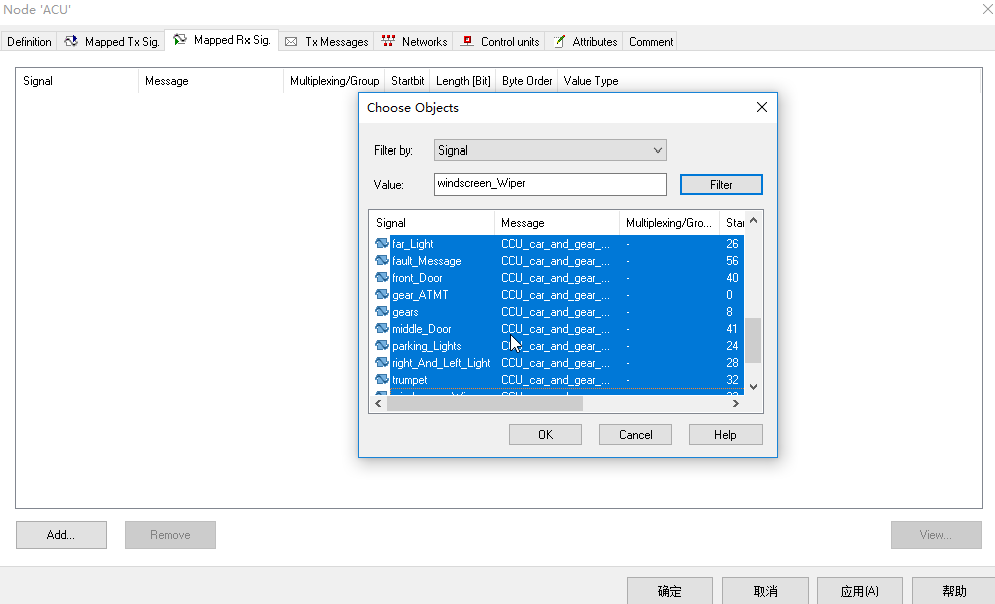 Node 'ACU'
Definition Mapped Tx Sig. Mapped Rx Sig. Tx Messages Networks Control units Attributes Comment
Signal Message Multiplexing/Group Startbit Length [Bit] Byte Order Value Type
Choose Objects
Filter by: Signal
Value: windscreen_Wiper Filter
Signal Message Multiplexing/Gro... Star
far_Light CCU_car_and_gear_... - 26
fault_Message CCU_car_and_gear_... - 56
front_Door CCU_car_and_gear_... - 40
gear_ATMT CCU_car_and_gear_... - 0
gears CCU_car_and_gear_... - 8
middle_Door CCU_car_and_gear_... - 41
parking_Lights CCU_car_and_gear_... - 24
right_And_Left_Light CCU_car_and_gear_... - 28
trumpet CCU_car_and_gear_... - 32
OK Cancel Help
Add... Remove View...
确定 取消 应用(A) 帮助